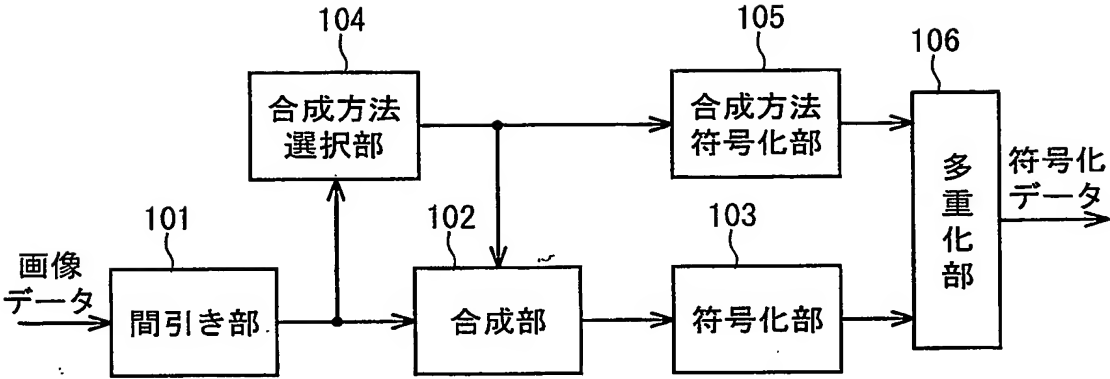 104
合成方法
選択部
105
合成方法
符号化部
106
多重化部
符号化
データ
画像
データ
101
間引き部
102
合成部
103
符号化部